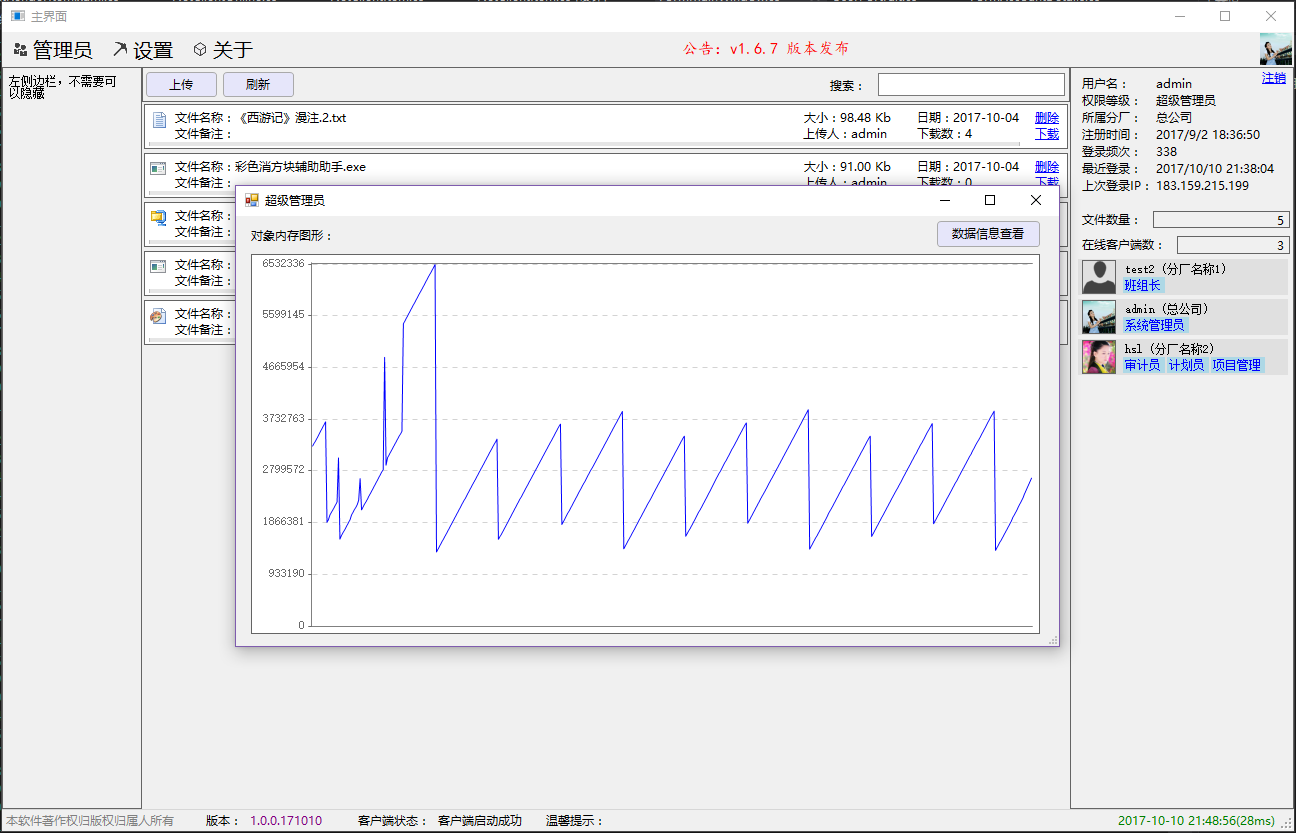 主界面
管理员 设置 关于
公告：v1.6.7 版本发布
左侧边栏，不需要可
以隐藏
上传 刷新 搜索：
文件名称：《西游记》漫注.2.txt 大小：98.48 Kb 日期：2017-10-04 删除
文件备注： 上传人：admin 下载数：4 下载
文件名称：彩色消方块辅助助手.exe 大小：91.00 Kb 日期：2017-10-04 删除
文件备注： 上传人：admin 下载数：0 下载
文件名称：
文件备注：
文件名称：
文件备注：
文件名称：
文件备注：
超级管理员
对象内存图形：
数据信息查看
6532336
5599145
4665954
3732763
2799572
1866381
933190
0
注销
用户名： admin
权限等级： 超级管理员
所属分厂： 总公司
注册时间： 2017/9/2 18:36:50
登录频次： 338
最近登录： 2017/10/10 21:38:04
上次登录IP： 183.159.215.199
文件数量： 5
在线客户端数： 3
test2（分厂名称1）
班组长
admin（总公司）
系统管理员
hsl（分厂名称2）
审计员 计划员 项目管理
本软件著作权归版权归属人所有 版本： 1.0.0.171010 客户端状态： 客户端启动成功 温馨提示： 2017-10-10 21:48:56(28ms)